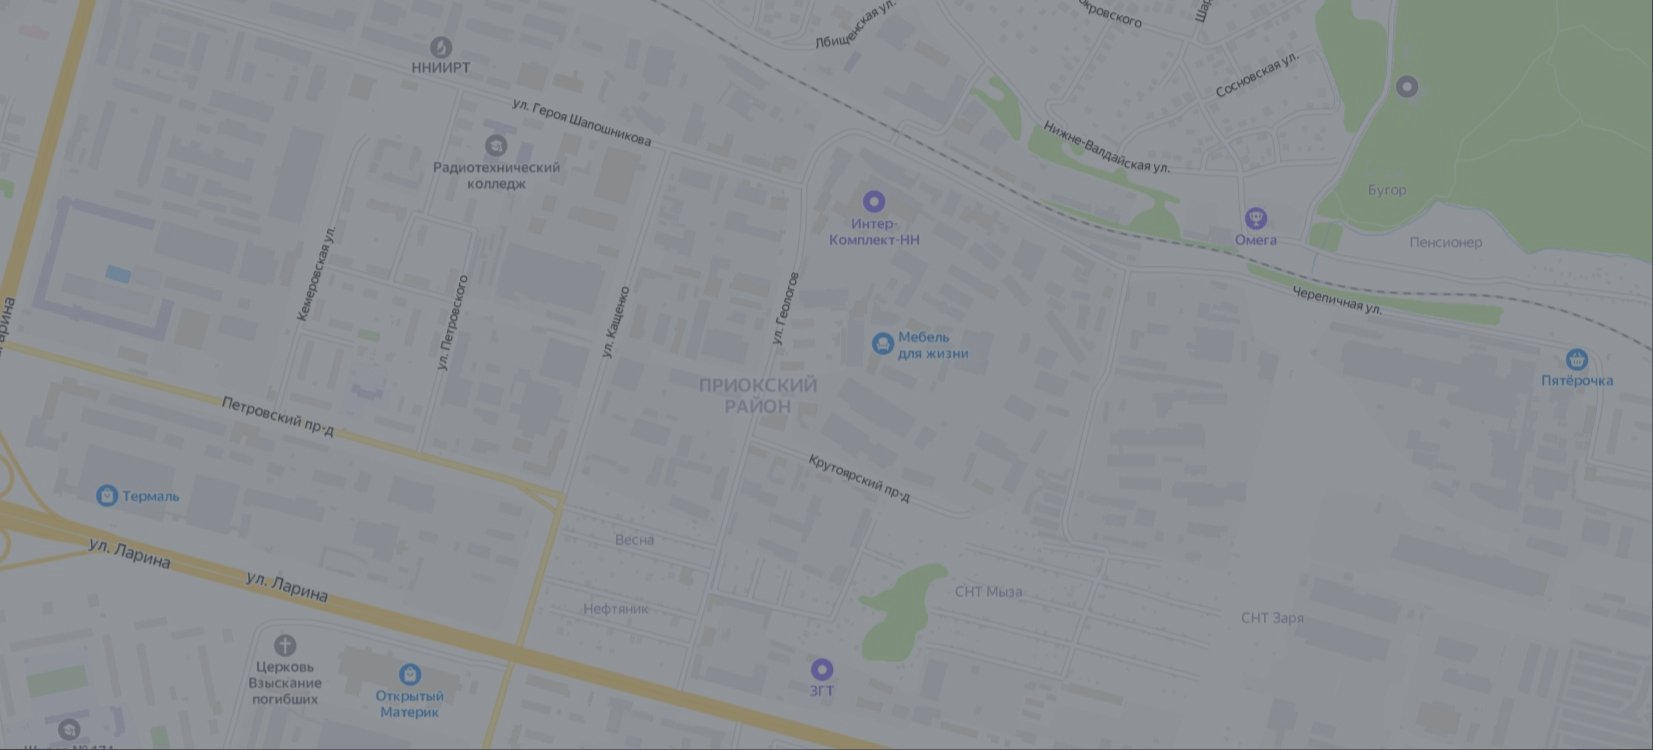 Лбищенская ул.
ННИИРТ
Сосновская ул.
ул. Героя Шапошникова
Нижне-Валдайская ул.
Радиотехнический
колледж
Бугор
Интер-
Комплект-НН
Омега
Пенсионер
Кемеровская ул.
ул. Петровского
ул. Кащенко
ул. Геологов
Черепичная ул.
Мебель
для жизни
Пятёрочка
ПРИОКСКИЙ
РАЙОН
Петровский пр-д
Крутоярский пр-д
Термаль
ул. Ларина
ул. Ларина
Весна
Нефтяник
СНТ Мыза
СНТ Заря
Церковь
Взыскание
погибших
Открытый
Материк
ЗГТ